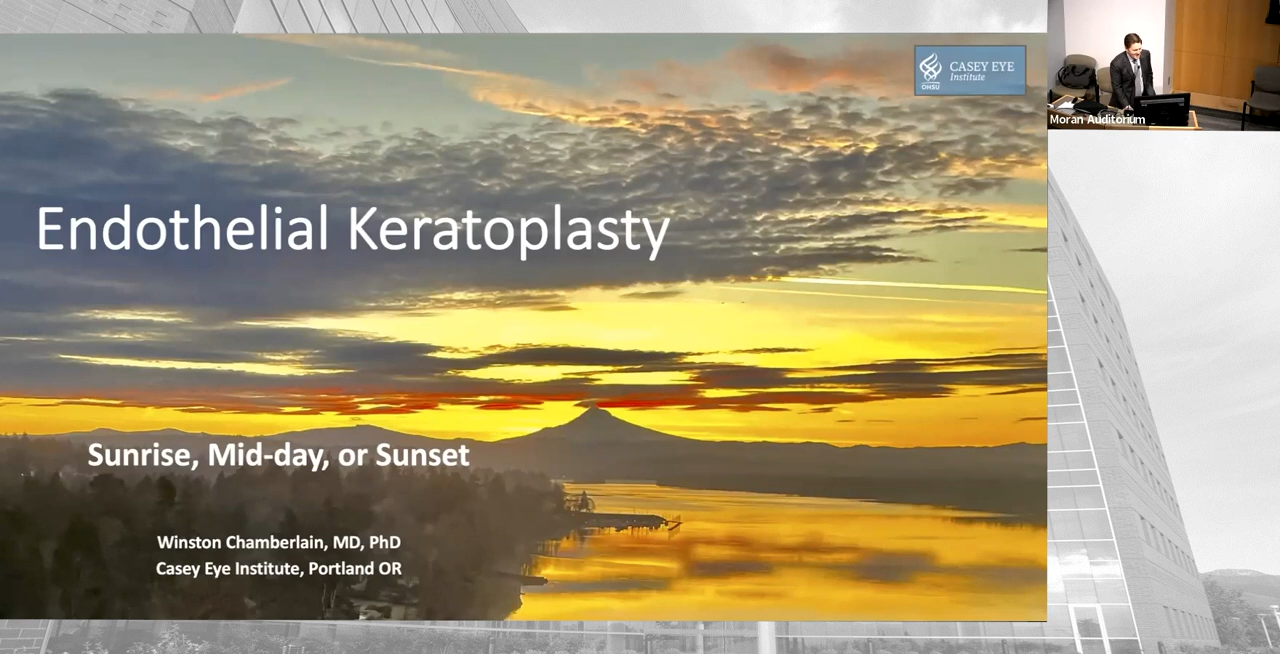 CASEY EYE
Institute
OHSU
Moran Auditorium
Endothelial Keratoplasty
Sunrise, Mid-day, or Sunset
Winston Chamberlain, MD, PhD
Casey Eye Institute, Portland OR